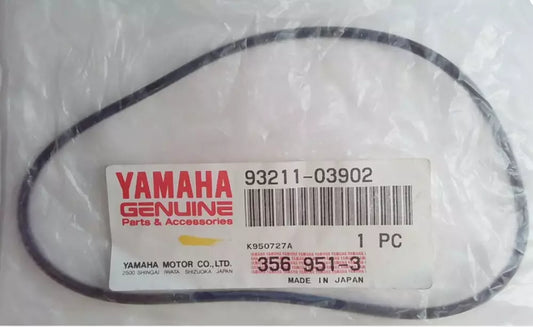 YAMAHA
GENUINE
Parts & Accessories
93211-03902
K950727A
1 PC
YAMAHA MOTOR CO., LTD.
2500 SHINGAI IWATA SHIZUOKA JAPAN
356 951-3
MADE IN JAPAN